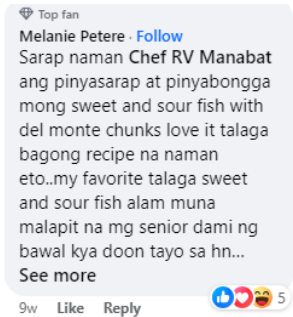 Top fan
Melanie Petere · Follow
Sarap naman Chef RV Manabat
ang pinyasarap at pinyabongga
mong sweet and sour fish with
del monte chunks love it talaga
bagong recipe na naman
eto..my favorite talaga sweet
and sour fish alam muna
malapit na mg senior dami ng
bawal kya doon tayo sa hn...
See more
9w Like Reply 5